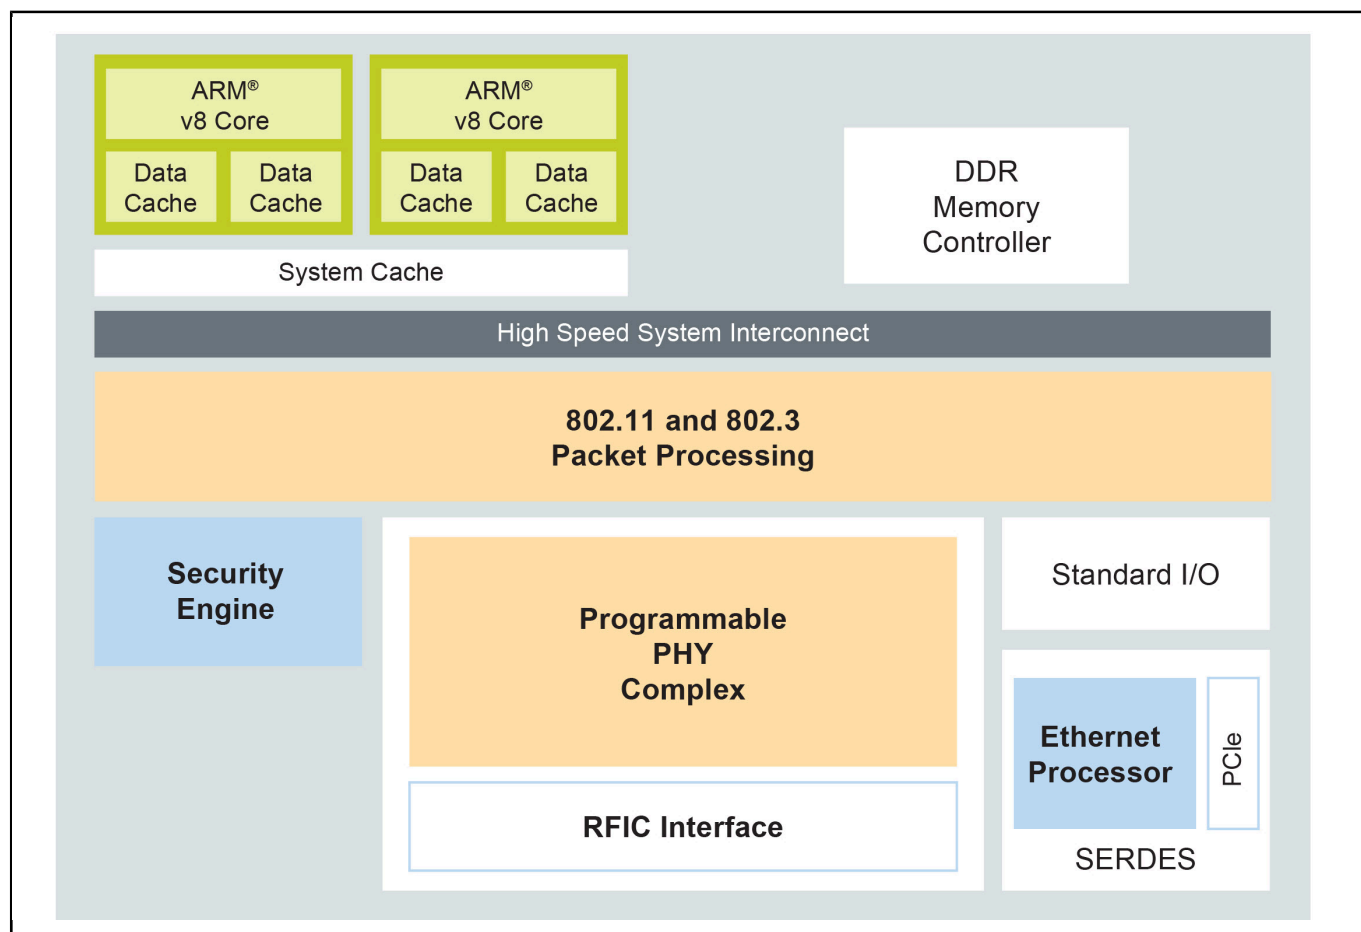 ARM®
v8 Core
Data
Cache
Data
Cache
ARM®
v8 Core
Data
Cache
Data
Cache
System Cache
DDR
Memory
Controller
High Speed System Interconnect
802.11 and 802.3
Packet Processing
Security
Engine
Programmable
PHY
Complex
RFIC Interface
Standard I/O
Ethernet
Processor
PCIe
SERDES